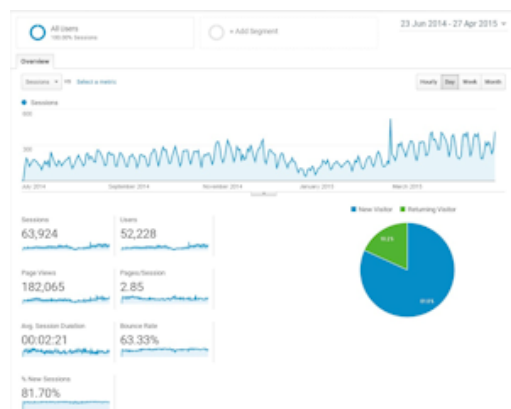 All Users
100.00% Sessions
+ Add Segment
23 Jun 2014 - 27 Apr 2015
Overview
Sessions
Select a metric
Hourly
Day
Week
Month
Sessions
300
July 2014
September 2014
November 2014
January 2015
March 2015
New Visitor
Returning Visitor
Sessions
63,924
Users
52,228
Page Views
182,065
Pages/Session
2.85
Avg. Session Duration
00:02:21
Bounce Rate
63.33%
% New Sessions
81.70%